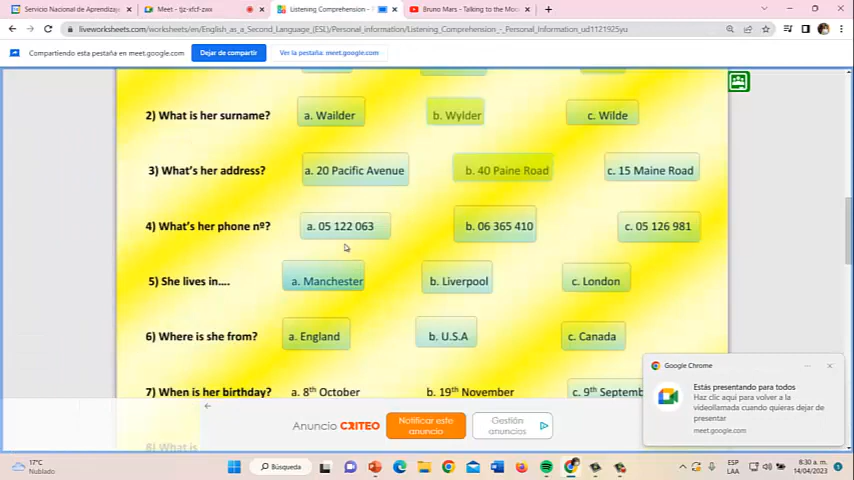 Servicio Nacional de Aprendizaj
Meet - tjz-xfcf-zwx
Listening Comprehension -
Bruno Mars - Talking to the Moo
liveworksheets.com/worksheets/en/English_as_a_Second_Language_(ESL)/Personal_information/Listening_Comprehension_-_Personal_Information_ud1121925yu
Compartiendo esta pestaña en meet.google.com
Dejar de compartir
Ver la pestaña: meet.google.com
2) What is her surname? a. Wailder b. Wylder c. Wilde
3) What's her address? a. 20 Pacific Avenue b. 40 Paine Road c. 15 Maine Road
4) What's her phone nº? a. 05 122 063 b. 06 365 410 c. 05 126 981
5) She lives in.... a. Manchester b. Liverpool c. London
6) Where is she from? a. England b. U.S.A c. Canada
7) When is her birthday? a. 8th October b. 19th November c. 9th Septemb
8) What is
Google Chrome
Estás presentando para todos
Haz clic aquí para volver a la
videollamada cuando quieras dejar de
presentar
meet.google.com
Anuncio CRITEO
Notificar este
anuncio
Gestión
anuncios
17°C
Nublado
Búsqueda
ESP
LAA
8:30 a. m.
14/04/2023